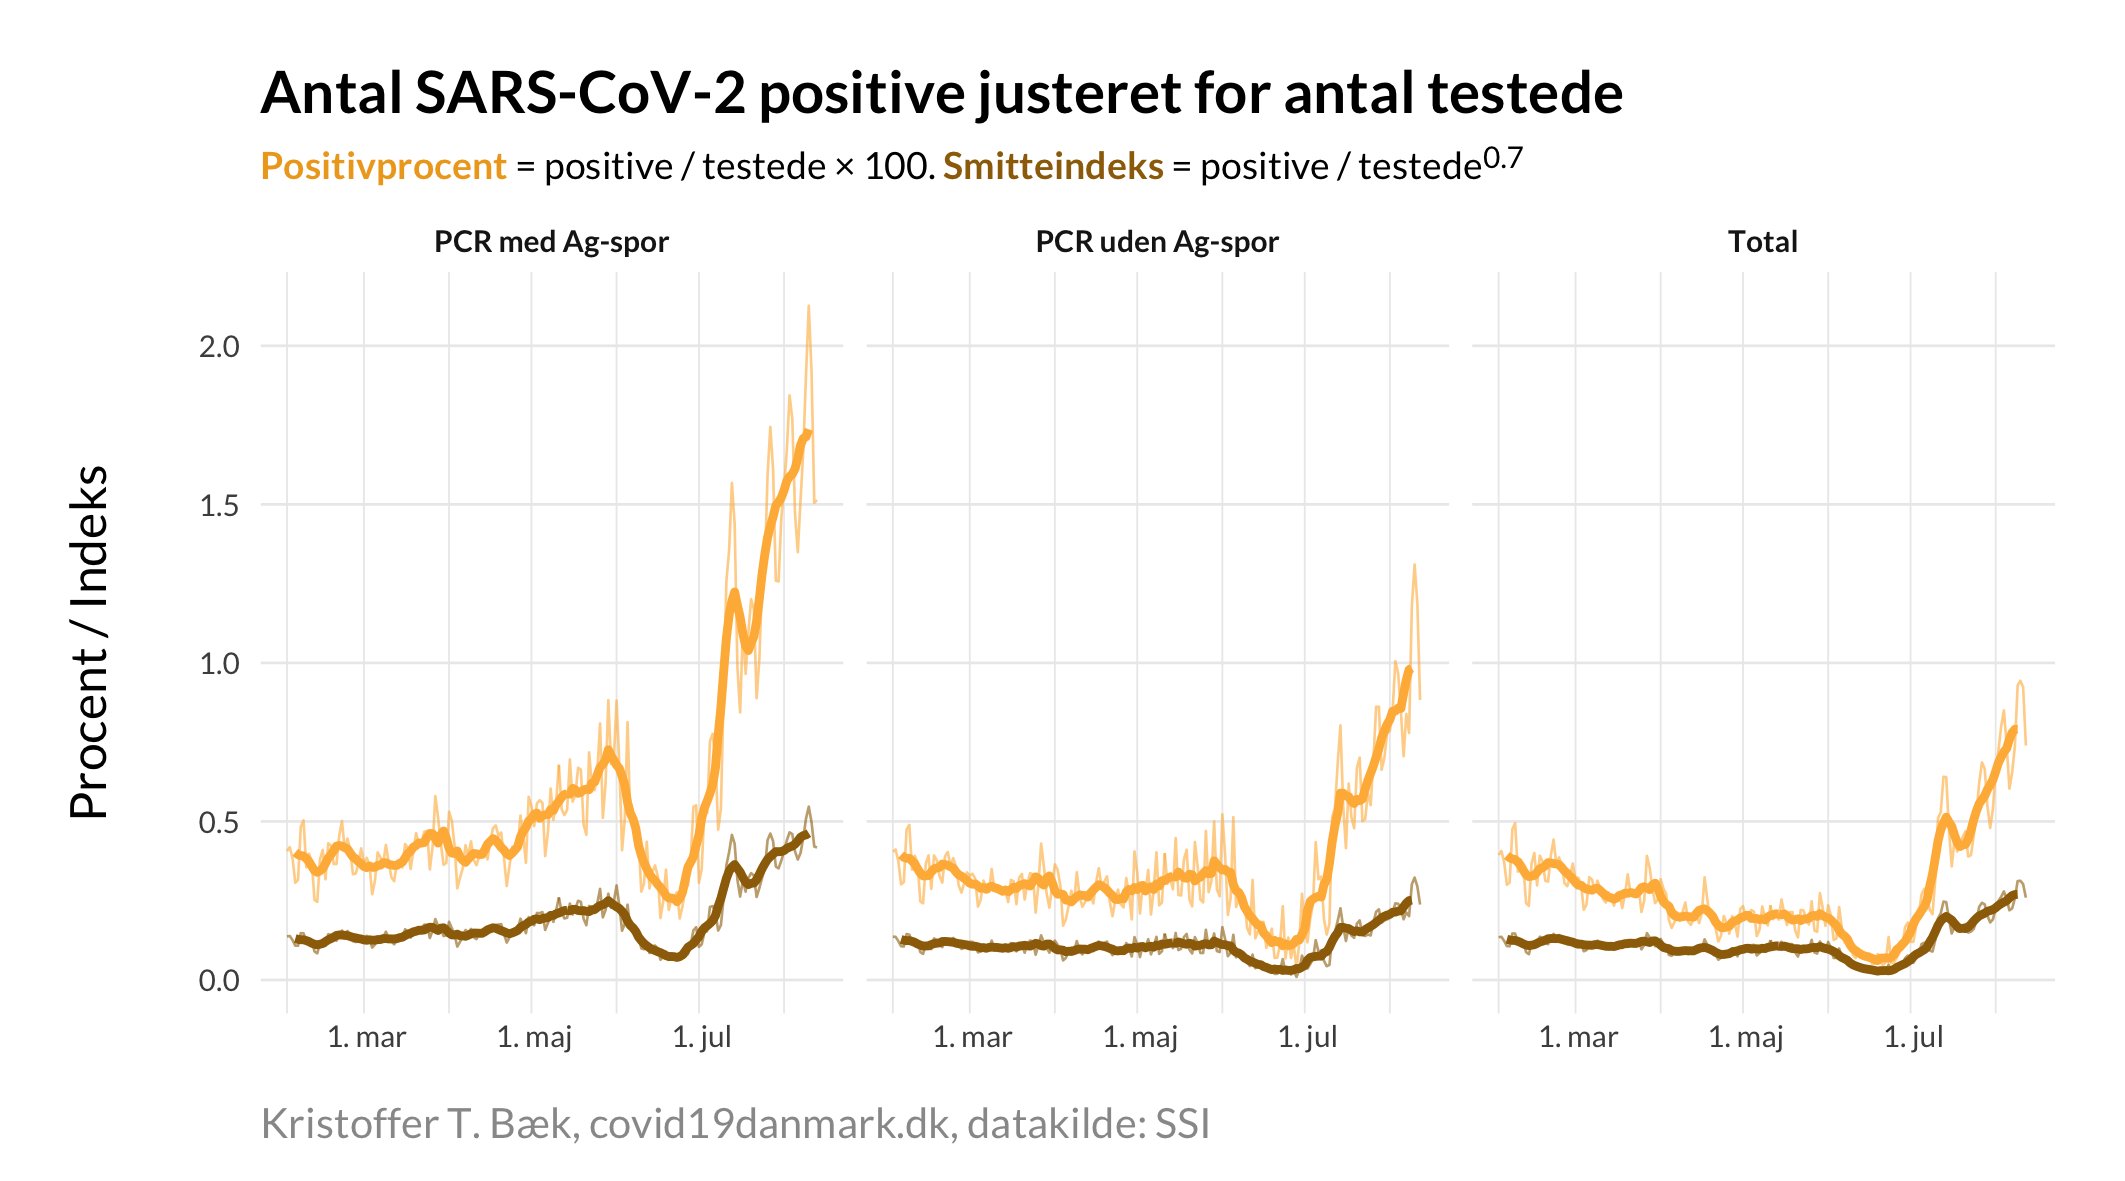 Antal SARS-CoV-2 positive justeret for antal testede
Positivprocent = positive / testede × 100. Smitteindeks = positive / testede^0.7
PCR med Ag-spor
PCR uden Ag-spor
Total
Procent / Indeks
2.0
1.5
1.0
0.5
0.0
1. mar
1. maj
1. jul
1. mar
1. maj
1. jul
1. mar
1. maj
1. jul
Kristoffer T. Bæk, covid19danmark.dk, datakilde: SSI